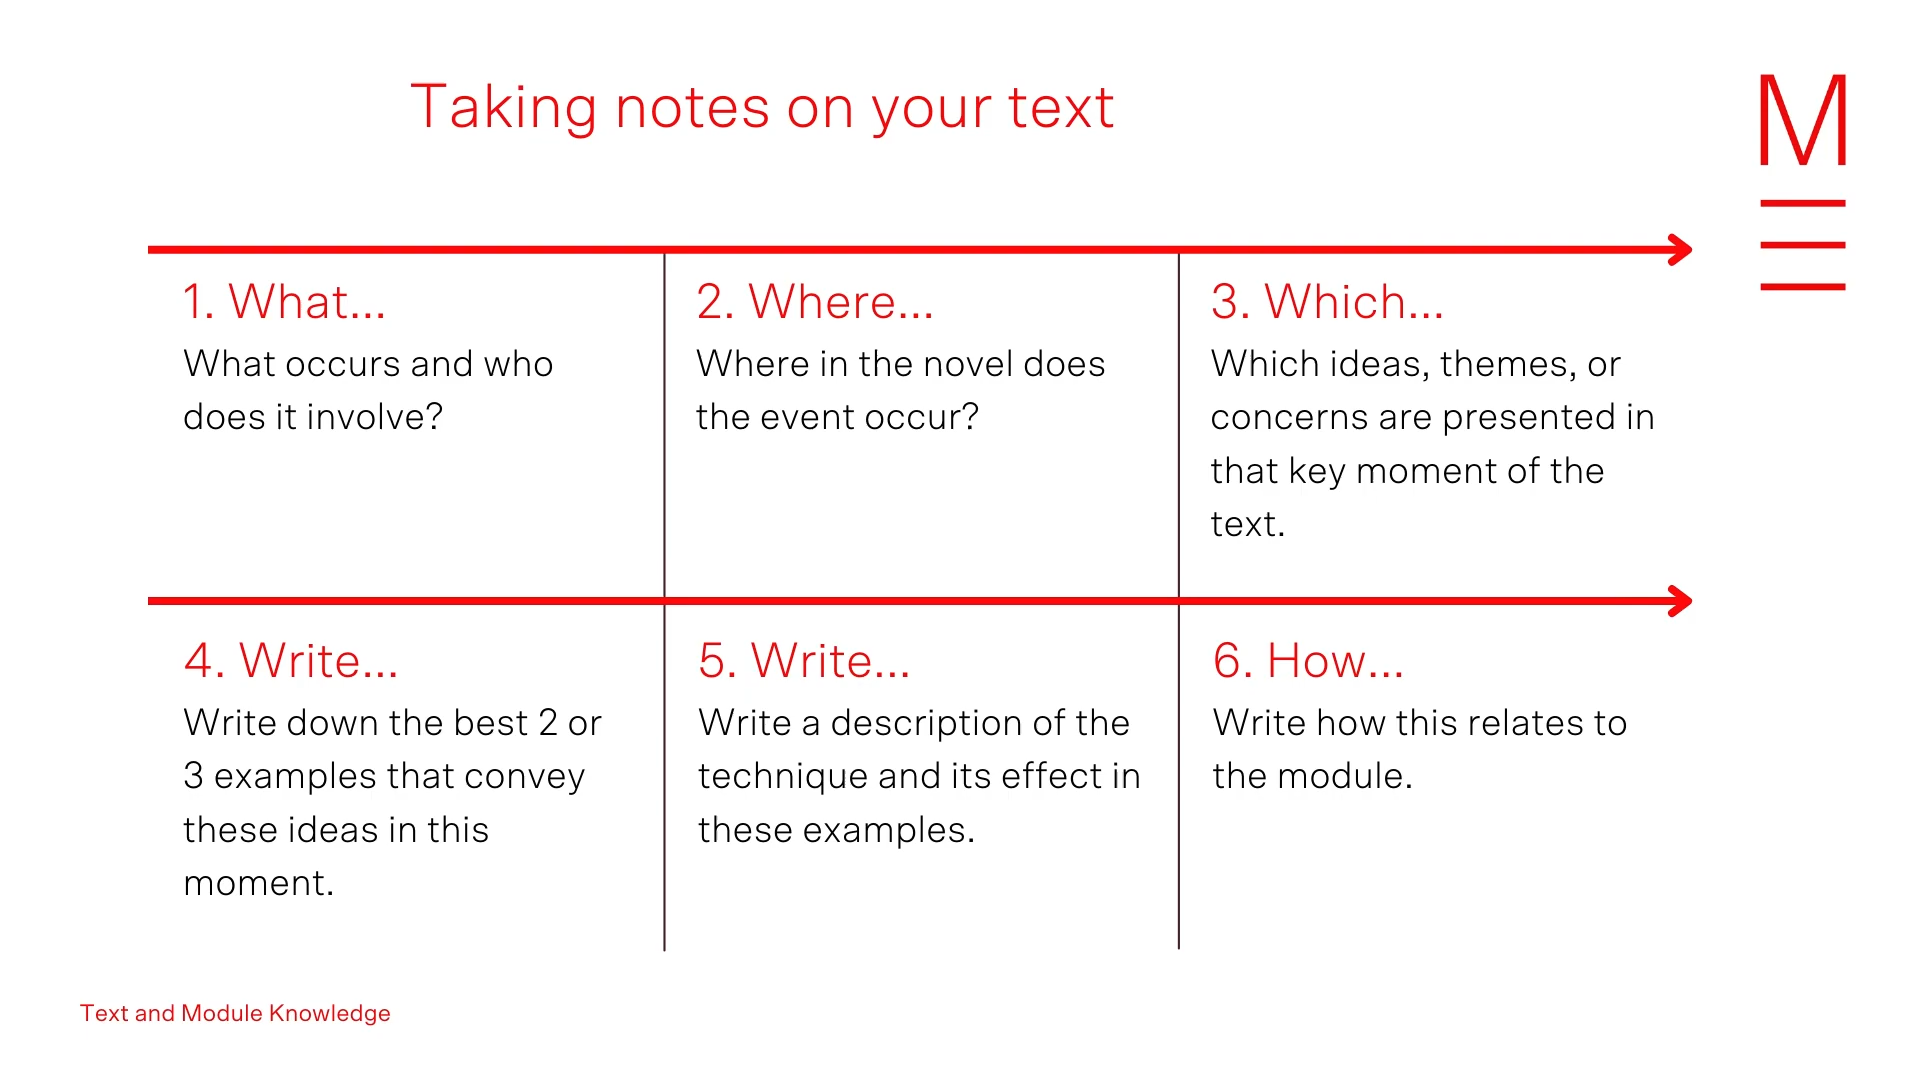 Taking notes on your text
M
1. What...
What occurs and who
does it involve?
2. Where...
Where in the novel does
the event occur?
3. Which...
Which ideas, themes, or
concerns are presented in
that key moment of the
text.
4. Write...
Write down the best 2 or
3 examples that convey
these ideas in this
moment.
5. Write...
Write a description of the
technique and its effect in
these examples.
6. How...
Write how this relates to
the module.
Text and Module Knowledge